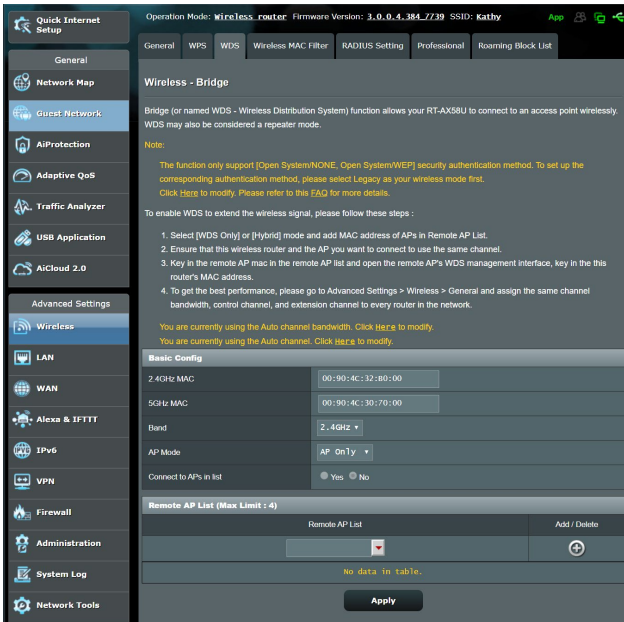 Quick Internet
Setup
Operation Mode: Wireless router Firmware Version: 3.0.0.4.384_7739 SSID: Kathy App
General WPS WDS Wireless MAC Filter RADIUS Setting Professional Roaming Block List
General
Network Map
Guest Network
AiProtection
Adaptive QoS
Traffic Analyzer
USB Application
AiCloud 2.0
Advanced Settings
Wireless
LAN
WAN
Alexa & IFTTT
IPv6
VPN
Firewall
Administration
System Log
Network Tools
Wireless - Bridge
Bridge (or named WDS - Wireless Distribution System) function allows your RT-AX58U to connect to an access point wirelessly.
WDS may also be considered a repeater mode.
Note:
The function only support [Open System/NONE, Open System/WEP] security authentication method. To set up the
corresponding authentication method, please select Legacy as your wireless mode first.
Click Here to modify. Please refer to this FAQ for more details.
To enable WDS to extend the wireless signal, please follow these steps :
1. Select [WDS Only] or [Hybrid] mode and add MAC address of APs in Remote AP List.
2. Ensure that this wireless router and the AP you want to connect to use the same channel.
3. Key in the remote AP mac in the remote AP list and open the remote AP's WDS management interface, key in the this
router's MAC address.
4. To get the best performance, please go to Advanced Settings > Wireless > General and assign the same channel
bandwidth, control channel, and extension channel to every router in the network.
You are currently using the Auto channel bandwidth. Click Here to modify.
You are currently using the Auto channel. Click Here to modify.
Basic Config
2.4GHz MAC 00:90:4C:32:B0:00
5GHz MAC 00:90:4C:30:70:00
Band 2.4GHz
AP Mode AP Only
Connect to APs in list Yes No
Remote AP List (Max Limit : 4)
Remote AP List Add / Delete
No data in table.
Apply